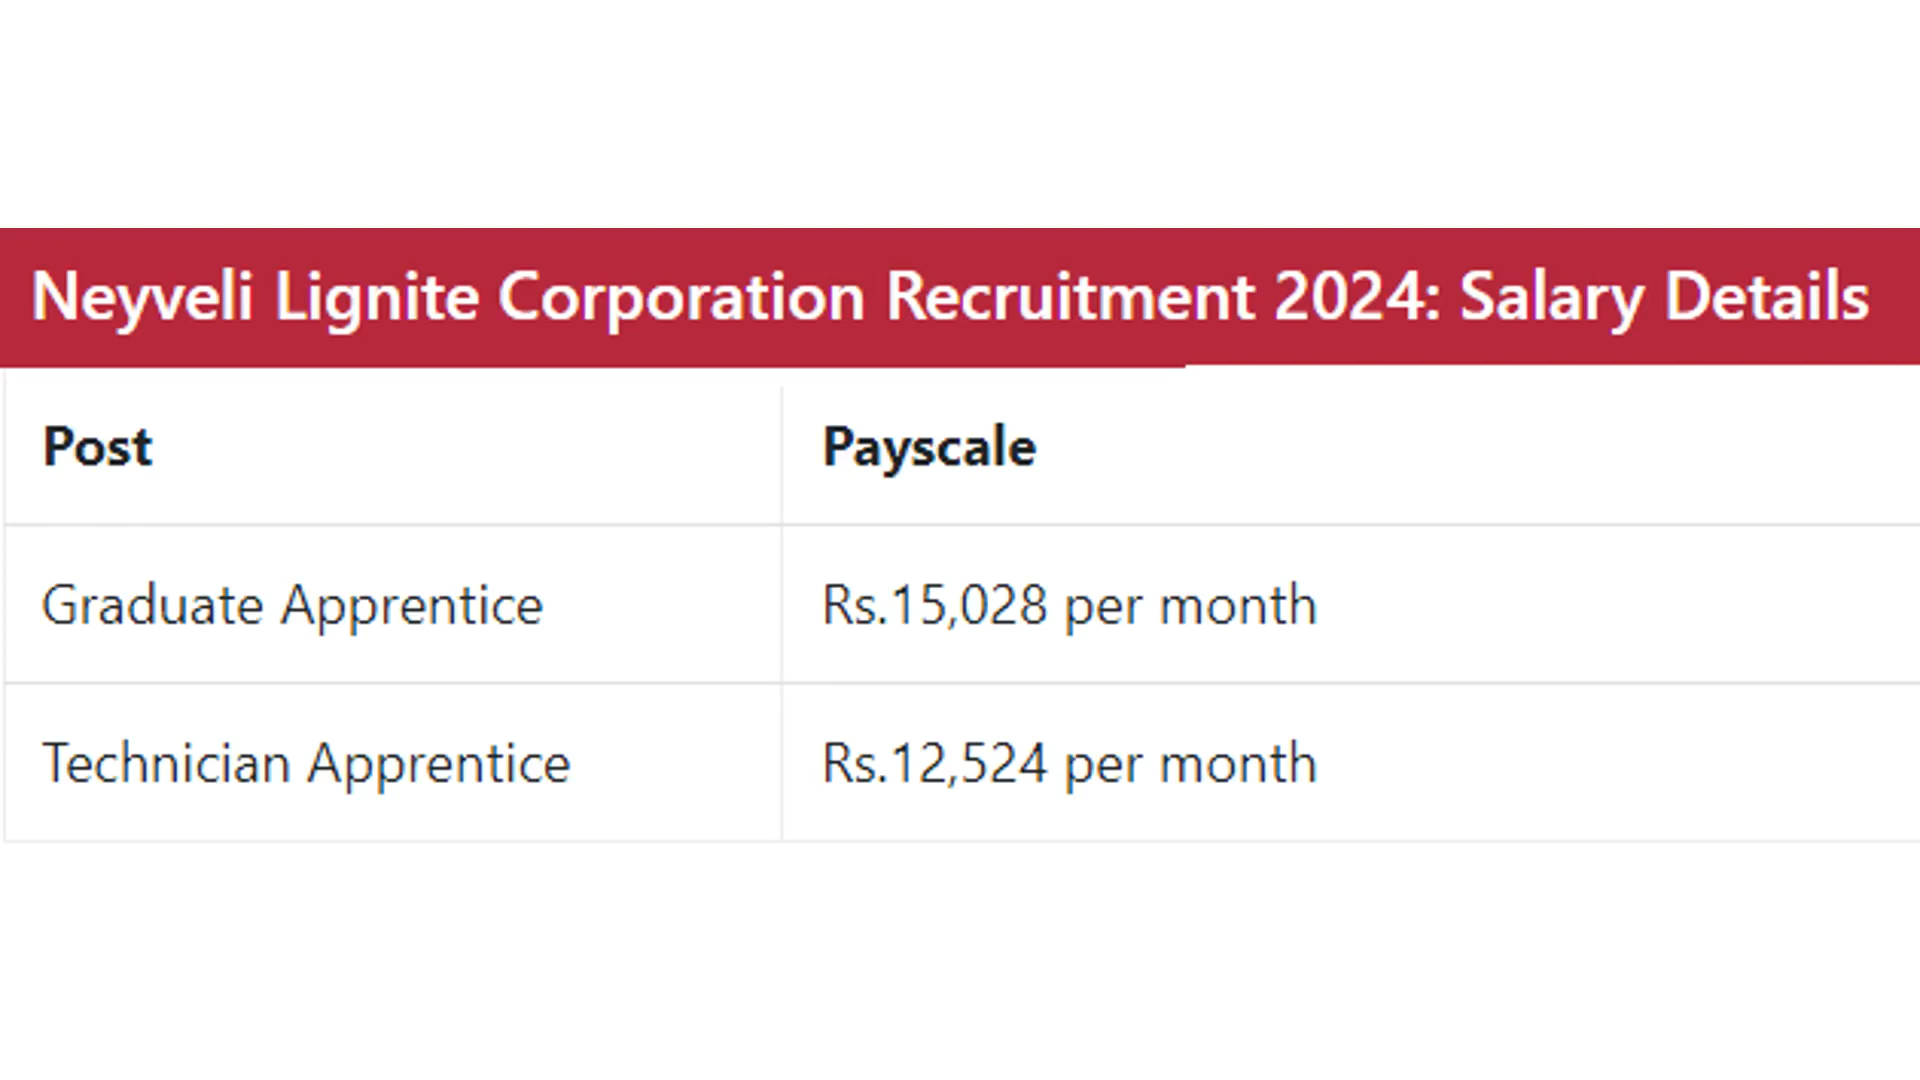 Neyveli Lignite Corporation Recruitment 2024: Salary Details
Post Payscale
Graduate Apprentice Rs.15,028 per month
Technician Apprentice Rs.12,524 per month